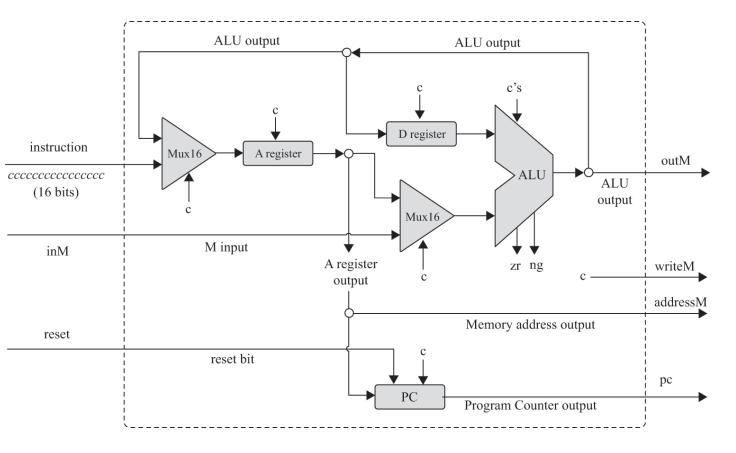 ALU output
ALU output
c
c
c's
D register
instruction
Mux16
A register
cccccccccccccccc
(16 bits)
c
ALU
outM
ALU
output
Mux16
inM
M input
A register
output
c
zr ng
c
writeM
addressM
Memory address output
reset
reset bit
c
PC
pc
Program Counter output